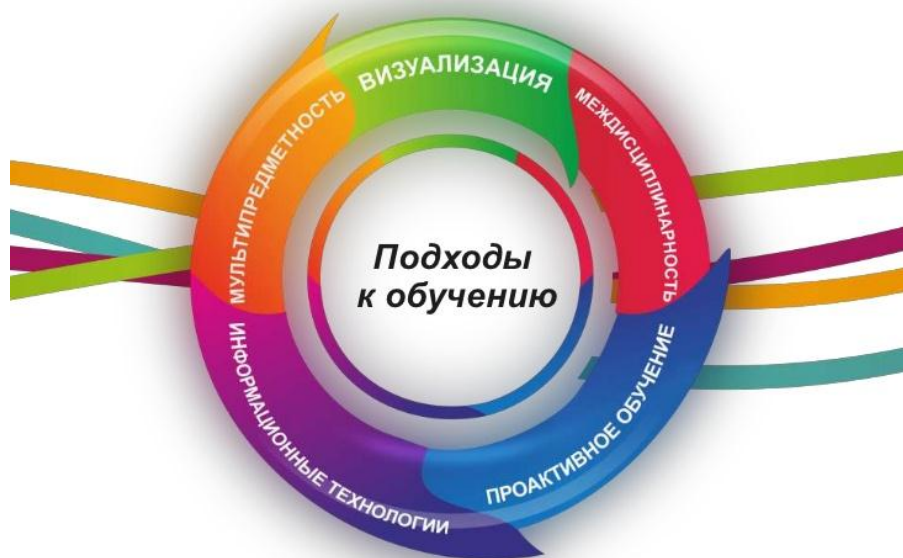 ВИЗУАЛИЗАЦИЯ
МЕЖДИСЦИПЛИНАРНОСТЬ
ПРОАКТИВНОЕ ОБУЧЕНИЕ
ИНФОРМАЦИОННЫЕ ТЕХНОЛОГИИ
МУЛЬТИПРЕДМЕТНОСТЬ
Подходы
к обучению